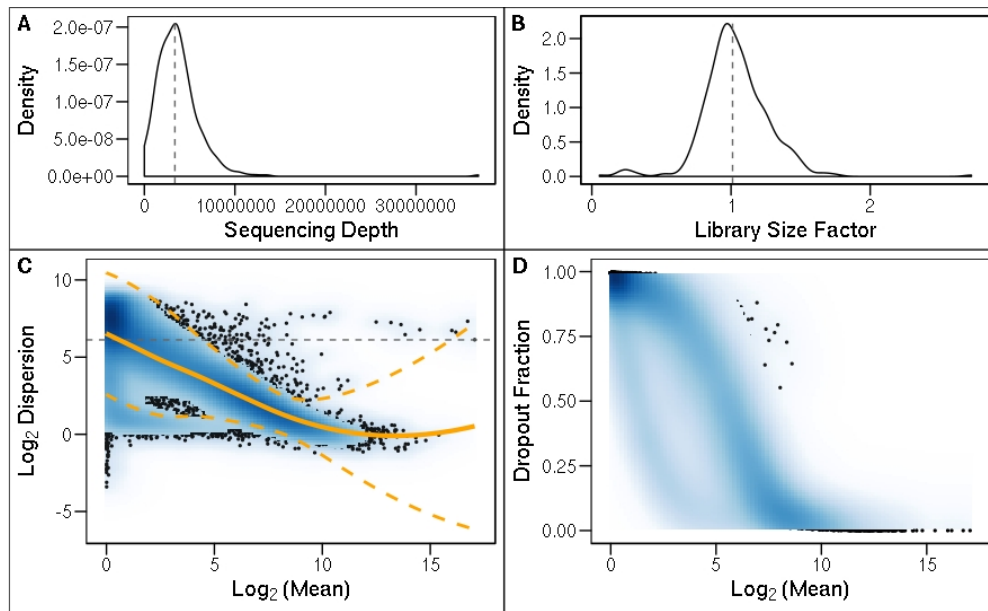 A
Density
2.0e-07
1.5e-07
1.0e-07
5.0e-08
0.0e+00
0 10000000 20000000 30000000
Sequencing Depth
B
Density
2.0
1.5
1.0
0.5
0.0
0 1 2
Library Size Factor
C
Log₂ Dispersion
10
5
0
-5
0 5 10 15
Log₂ (Mean)
D
Dropout Fraction
1.00
0.75
0.50
0.25
0.00
0 5 10 15
Log₂ (Mean)